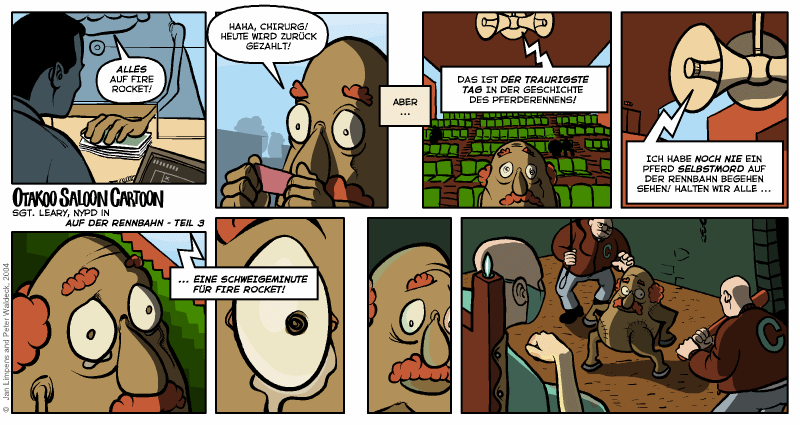 ALLES
AUF FIRE
ROCKET!
HAHA, CHIRURG!
HEUTE WIRD ZURÜCK
GEZAHLT!
ABER
...
DAS IST DER TRAURIGSTE
TAG IN DER GESCHICHTE
DES PFERDERENNENS!
ICH HABE NOCH NIE EIN
PFERD SELBSTMORD AUF
DER RENNBAHN BEGEHEN
SEHEN! HALTEN WIR ALLE ...
OTAKOO SALOON CARTOON
SGT. LEARY, NYPD IN
AUF DER RENNBAHN - TEIL 3
... EINE SCHWEIGEMINUTE
FÜR FIRE ROCKET!
C
C
© Jan Limpens and Peter Waldeck, 2004